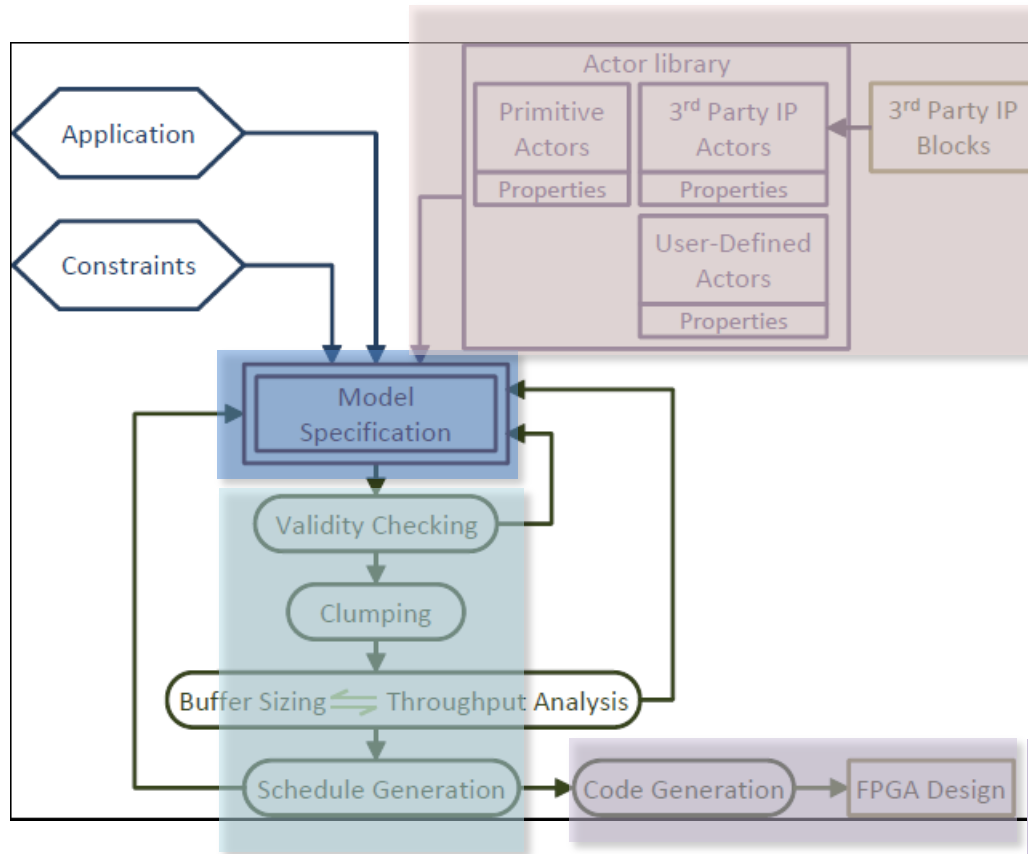 Actor library
Application
Primitive
Actors
Properties
3rd Party IP
Actors
Properties
3rd Party IP
Blocks
User-Defined
Actors
Properties
Constraints
Model
Specification
Validity Checking
Clumping
Buffer Sizing Throughput Analysis
Schedule Generation
Code Generation
FPGA Design